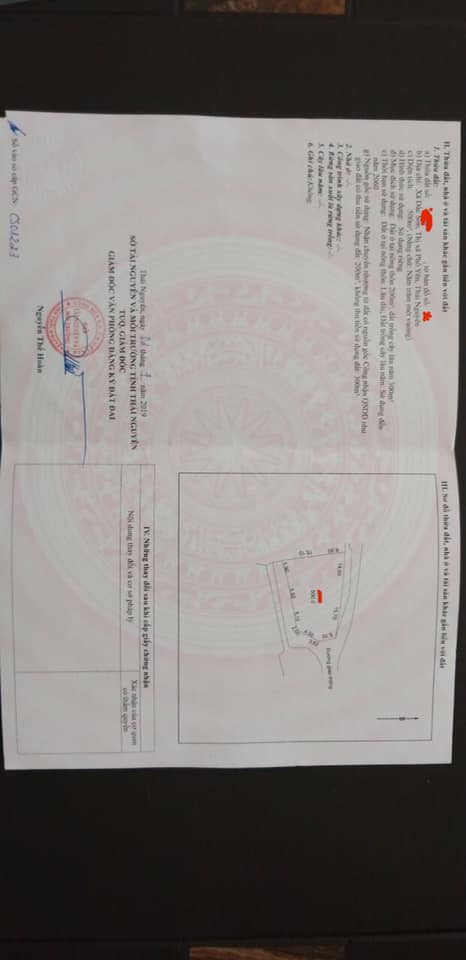 II. Thửa đất, nhà ở và tài sản khác gắn liền với đất
1. Thửa đất:
a) Thửa đất số: , tờ bản đồ số:
b) Địa chỉ: Xã Đắc Sơn, Thị xã Phổ Yên, Thái Nguyên
c) Diện tích: 500m², (bằng chữ: Năm trăm mét vuông)
d) Hình thức sử dụng: Sử dụng riêng
đ) Mục đích sử dụng: Đất ở tại nông thôn 200m², đất trồng cây lâu năm 300m²
e) Thời hạn sử dụng: Đất ở tại nông thôn: Lâu dài; Đất trồng cây lâu năm: Sử dụng đến
năm 2060
g) Nguồn gốc sử dụng: Nhận chuyển nhượng từ đất có nguồn gốc Công nhận QSDĐ như
giao đất có thu tiền sử dụng đất: 200m², không thu tiền sử dụng đất: 300m²
2. Nhà ở: -/-
3. Công trình xây dựng khác: -/-
4. Rừng sản xuất là rừng trồng: -/-
5. Cây lâu năm: -/-
6. Ghi chú: Không.
Thái Nguyên, ngày tháng năm 2019
SỞ TÀI NGUYÊN VÀ MÔI TRƯỜNG TỈNH THÁI NGUYÊN
TUQ. GIÁM ĐỐC
GIÁM ĐỐC VĂN PHÒNG ĐĂNG KÝ ĐẤT ĐAI
Nguyễn Thế Hoàn
Số vào sổ cấp GCN: CS01223
III. Sơ đồ thửa đất, nhà ở và tài sản khác gắn liền với đất
14,60
Đường giao thông
500.0
IV. Những thay đổi sau khi cấp giấy chứng nhận
Nội dung thay đổi và cơ sở pháp lý
Xác nhận của cơ quan
có thẩm quyền